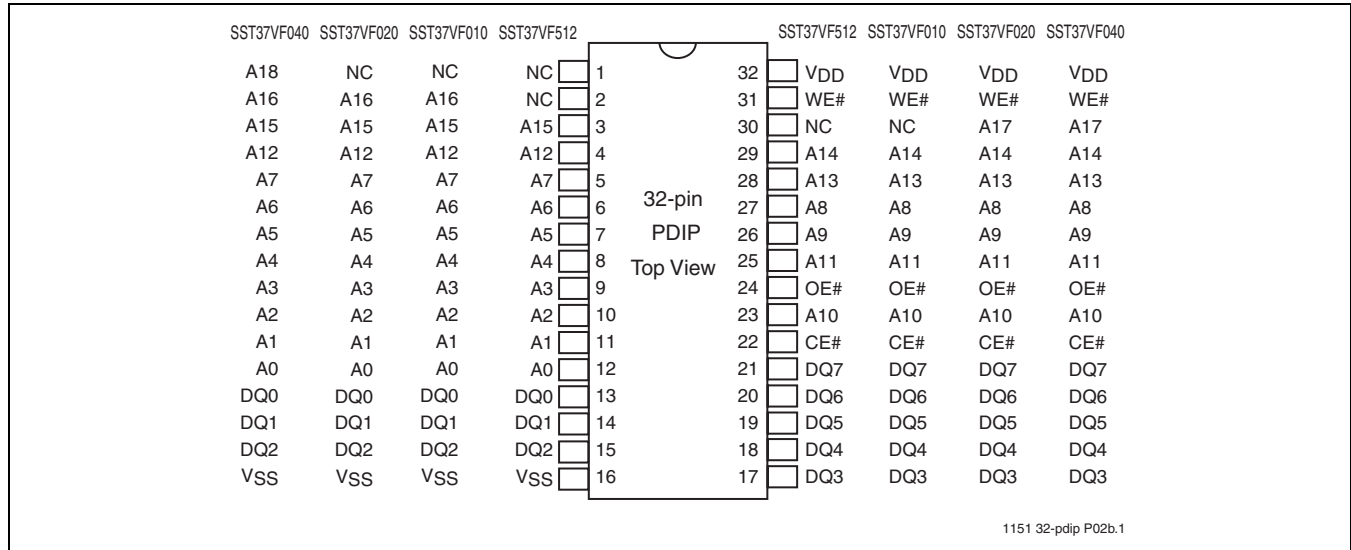 SST37VF040 SST37VF020 SST37VF010 SST37VF512 SST37VF512 SST37VF010 SST37VF020 SST37VF040
A18 NC NC NC 1 32 VDD VDD VDD VDD
A16 A16 A16 NC 2 31 WE# WE# WE# WE#
A15 A15 A15 A15 3 30 NC NC A17 A17
A12 A12 A12 A12 4 29 A14 A14 A14 A14
A7 A7 A7 A7 5 28 A13 A13 A13 A13
A6 A6 A6 A6 6 32-pin 27 A8 A8 A8 A8
A5 A5 A5 A5 7 PDIP 26 A9 A9 A9 A9
A4 A4 A4 A4 8 Top View 25 A11 A11 A11 A11
A3 A3 A3 A3 9 24 OE# OE# OE# OE#
A2 A2 A2 A2 10 23 A10 A10 A10 A10
A1 A1 A1 A1 11 22 CE# CE# CE# CE#
A0 A0 A0 A0 12 21 DQ7 DQ7 DQ7 DQ7
DQ0 DQ0 DQ0 DQ0 13 20 DQ6 DQ6 DQ6 DQ6
DQ1 DQ1 DQ1 DQ1 14 19 DQ5 DQ5 DQ5 DQ5
DQ2 DQ2 DQ2 DQ2 15 18 DQ4 DQ4 DQ4 DQ4
VSS VSS VSS VSS 16 17 DQ3 DQ3 DQ3 DQ3
1151 32-pdip P02b.1